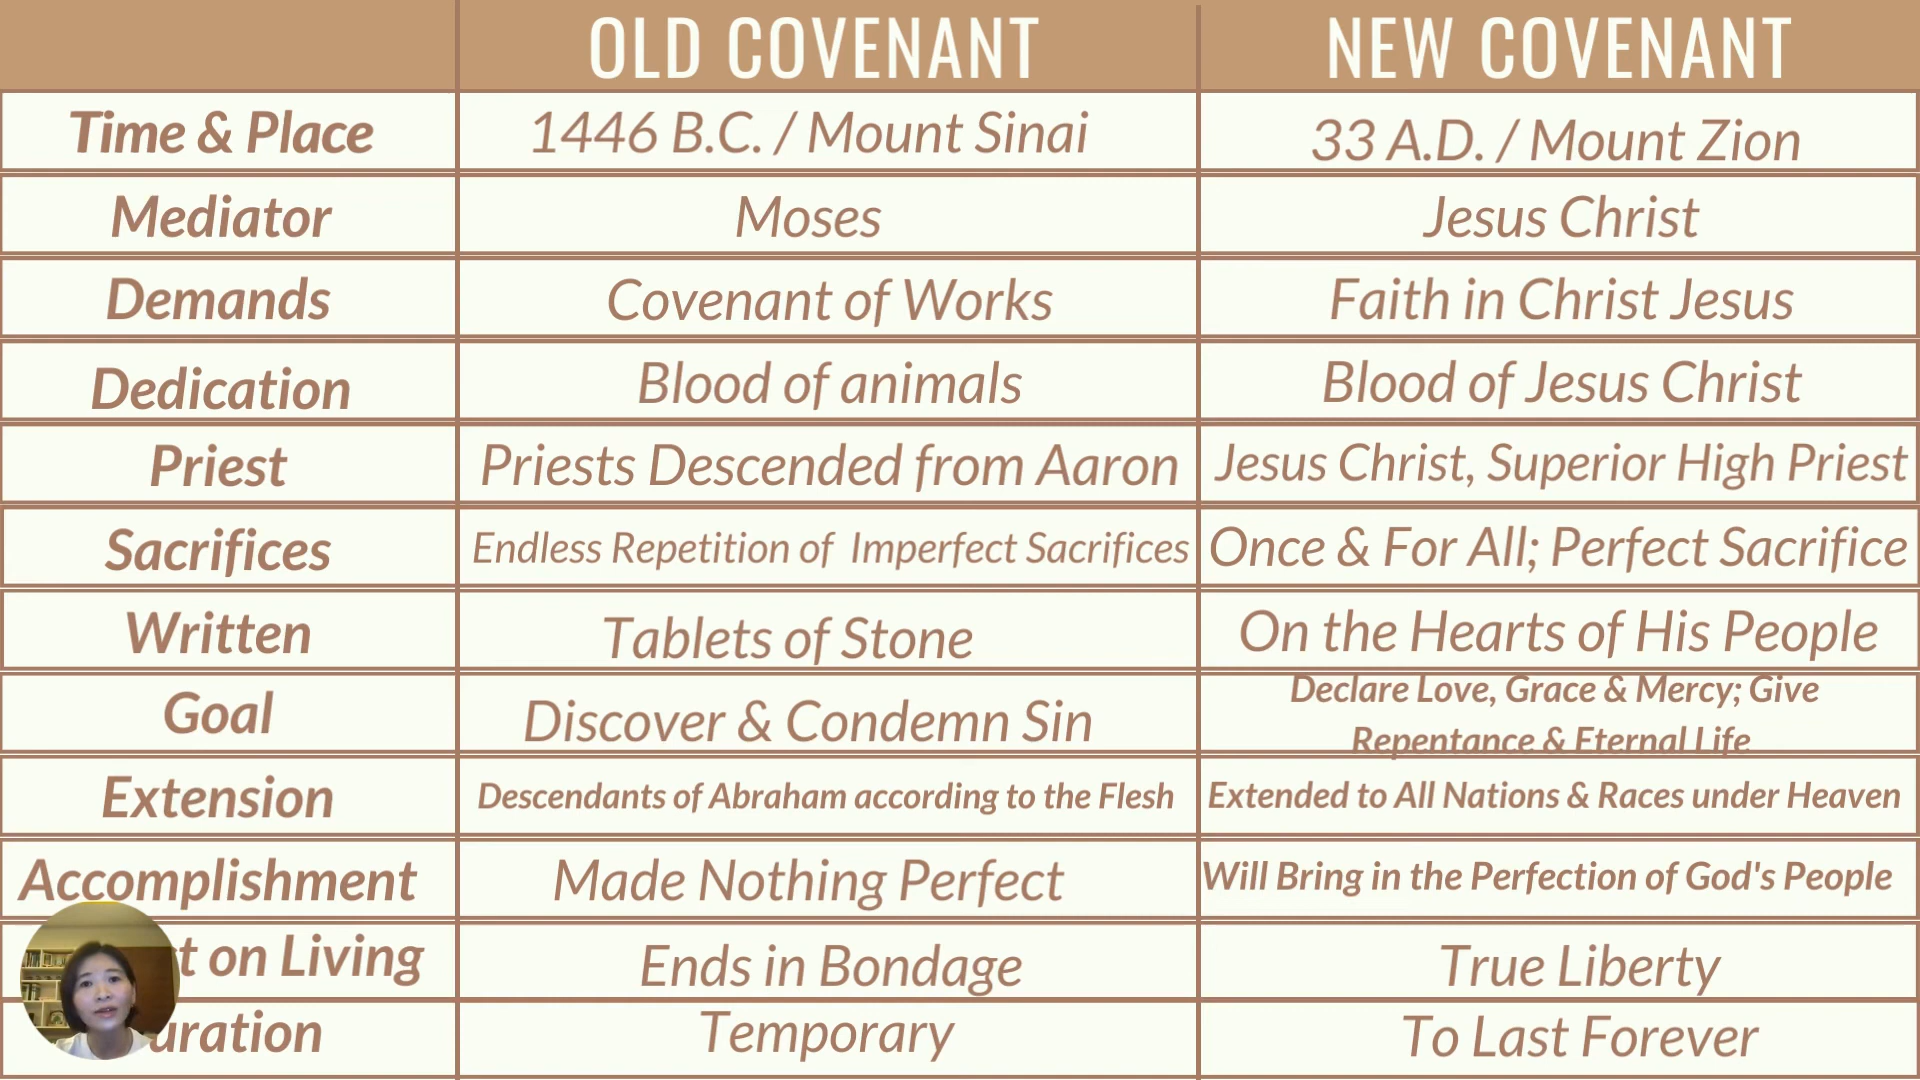 OLD COVENANT NEW COVENANT
Time & Place 1446 B.C. / Mount Sinai 33 A.D. / Mount Zion
Mediator Moses Jesus Christ
Demands Covenant of Works Faith in Christ Jesus
Dedication Blood of animals Blood of Jesus Christ
Priest Priests Descended from Aaron Jesus Christ, Superior High Priest
Sacrifices Endless Repetition of Imperfect Sacrifices Once & For All; Perfect Sacrifice
Written Tablets of Stone On the Hearts of His People
Goal Discover & Condemn Sin Declare Love, Grace & Mercy; Give
Repentance & Eternal Life
Extension Descendants of Abraham according to the Flesh Extended to All Nations & Races under Heaven
Accomplishment Made Nothing Perfect Will Bring in the Perfection of God's People
on Living Ends in Bondage True Liberty
Temporary To Last Forever